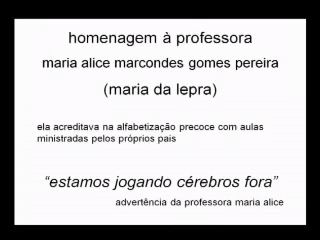 homenagem à professora
maria alice marcondes gomes pereira
(maria da lepra)
ela acreditava na alfabetização precoce com aulas
ministradas pelos próprios pais
“estamos jogando cérebros fora”
advertência da professora maria alice